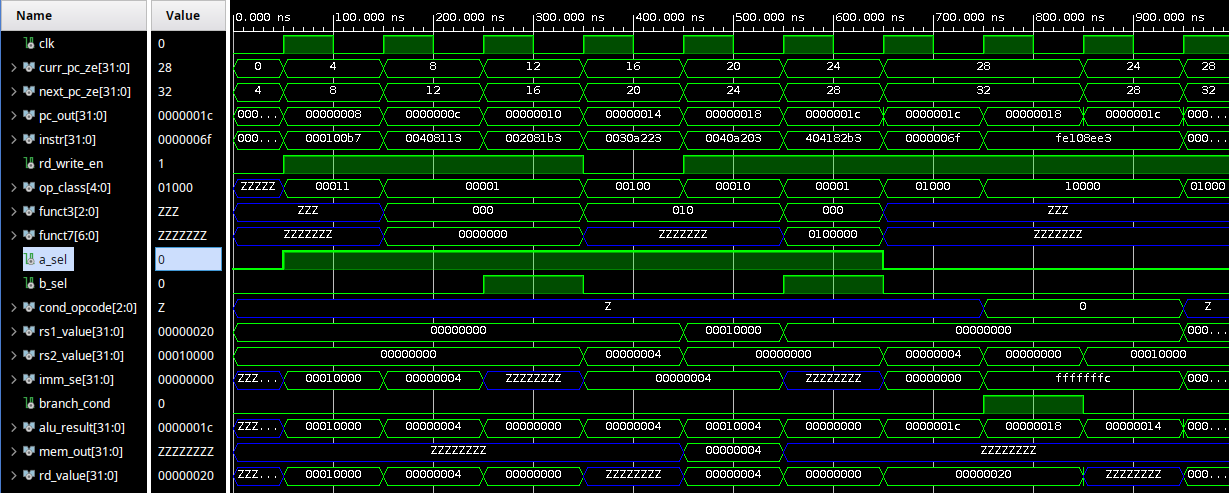 Name Value 0.000 ns 100.000 ns 200.000 ns 300.000 ns 400.000 ns 500.000 ns 600.000 ns 700.000 ns 800.000 ns 900.000 ns
clk 0
curr_pc_ze[31:0] 28 0 4 8 12 16 20 24 28 24 28
next_pc_ze[31:0] 32 4 8 12 16 20 24 28 32 28 32
pc_out[31:0] 0000001c 000... 00000008 0000000c 00000010 00000014 00000018 0000001c 0000001c 00000018 0000001c 000...
instr[31:0] 0000006f 000... 000100b7 00408113 002081b3 0030a223 0040a203 404182b3 0000006f fe108ee3 000...
rd_write_en 1
op_class[4:0] 01000 ZZZZZ 00011 00001 00100 00010 00001 01000 10000 01000
funct3[2:0] ZZZ ZZZ 000 010 000 ZZZ
funct7[6:0] ZZZZZZZ ZZZZZZZ 0000000 ZZZZZZZ 0100000 ZZZZZZZ
a_sel 0
b_sel 0
cond_opcode[2:0] Z Z 0 Z
rs1_value[31:0] 00000020 00000000 00010000 00000000 000...
rs2_value[31:0] 00010000 00000000 00000004 00000000 00000004 00000000 00010000
imm_se[31:0] 00000000 ZZZ... 00010000 00000004 ZZZZZZZZ 00000004 ZZZZZZZZ 00000000 fffffffc 000...
branch_cond 0
alu_result[31:0] 0000001c ZZZ... 00010000 00000004 00000000 00000004 00010004 00000000 0000001c 00000018 00000014 000...
mem_out[31:0] ZZZZZZZZ ZZZZZZZZ 00000004 ZZZZZZZZ
rd_value[31:0] 00000020 ZZZ... 00010000 00000004 00000000 ZZZZZZZZ 00000004 00000000 00000020 ZZZZZZZZ 000...